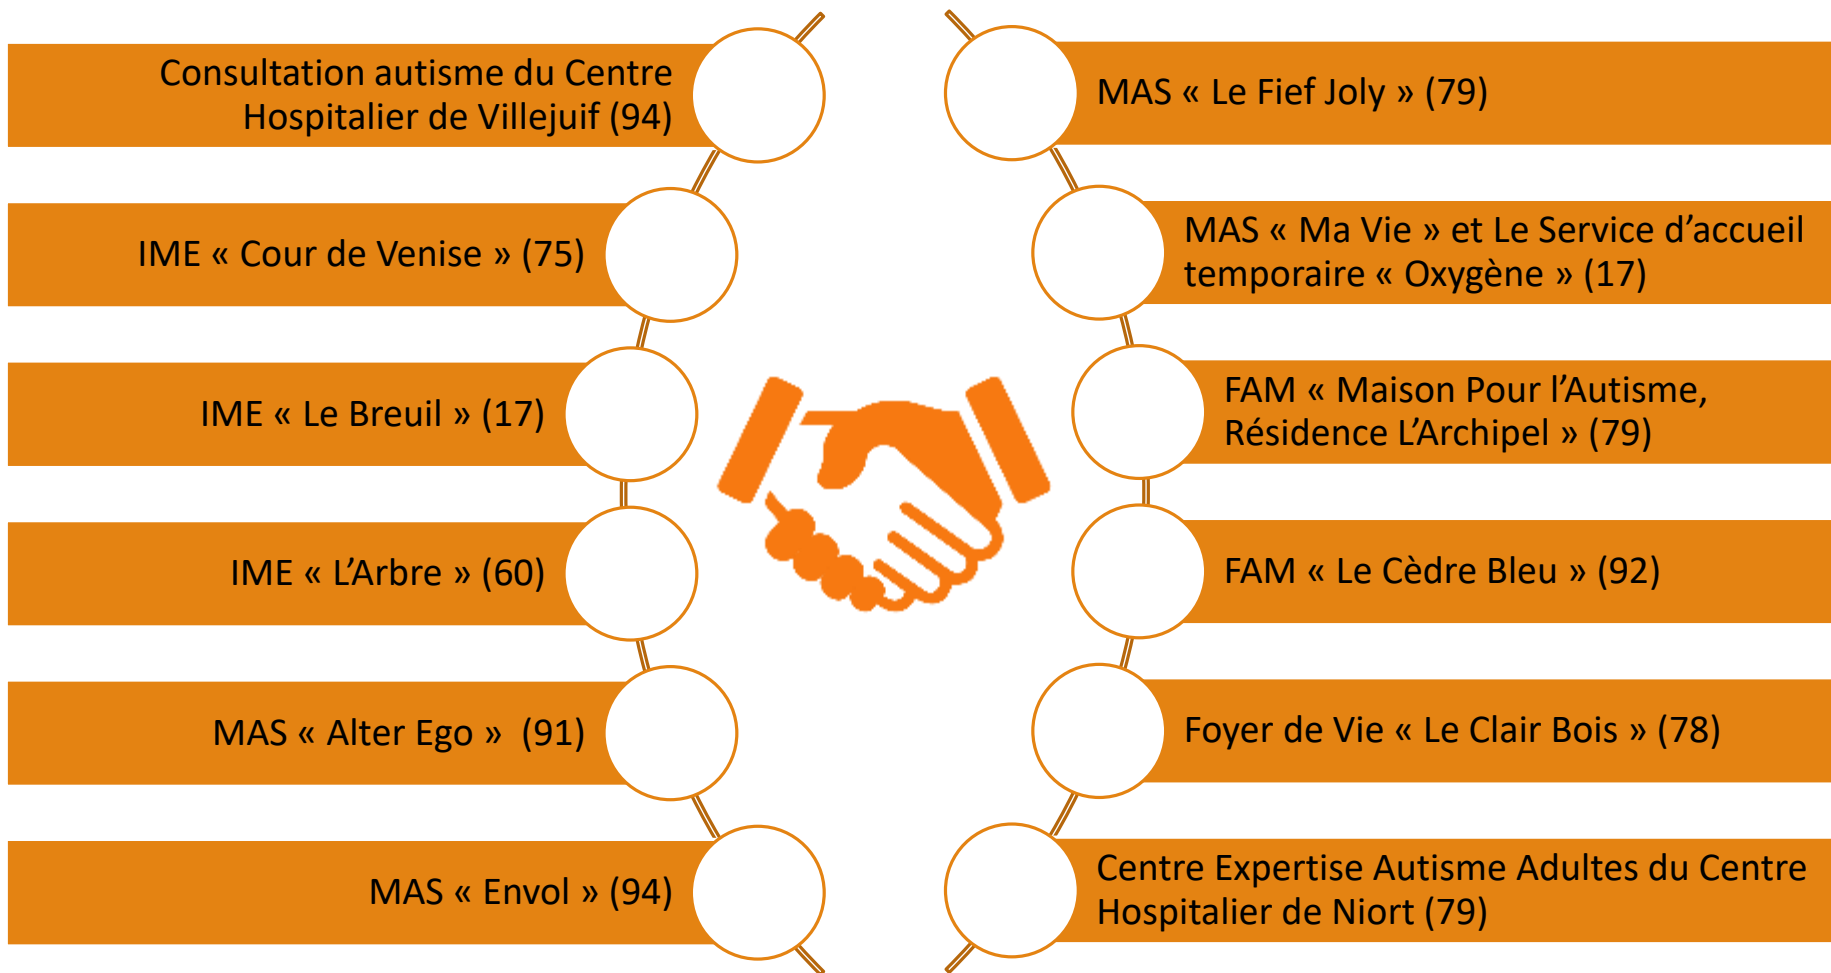 Consultation autisme du Centre
Hospitalier de Villejuif (94)
IME « Cour de Venise » (75)
IME « Le Breuil » (17)
IME « L’Arbre » (60)
MAS « Alter Ego »  (91)
MAS « Envol » (94)
MAS « Le Fief Joly » (79)
MAS « Ma Vie » et Le Service d’accueil
temporaire « Oxygène » (17)
FAM « Maison Pour l’Autisme,
Résidence L’Archipel » (79)
FAM « Le Cèdre Bleu » (92)
Foyer de Vie « Le Clair Bois » (78)
Centre Expertise Autisme Adultes du Centre
Hospitalier de Niort (79)